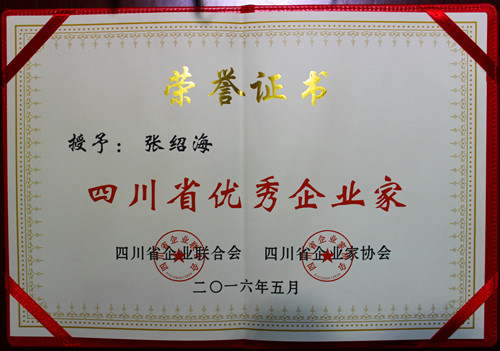 荣誉证书
授予：张绍海
四川省优秀企业家
四川省企业联合会 四川省企业家协会
二〇一六年五月